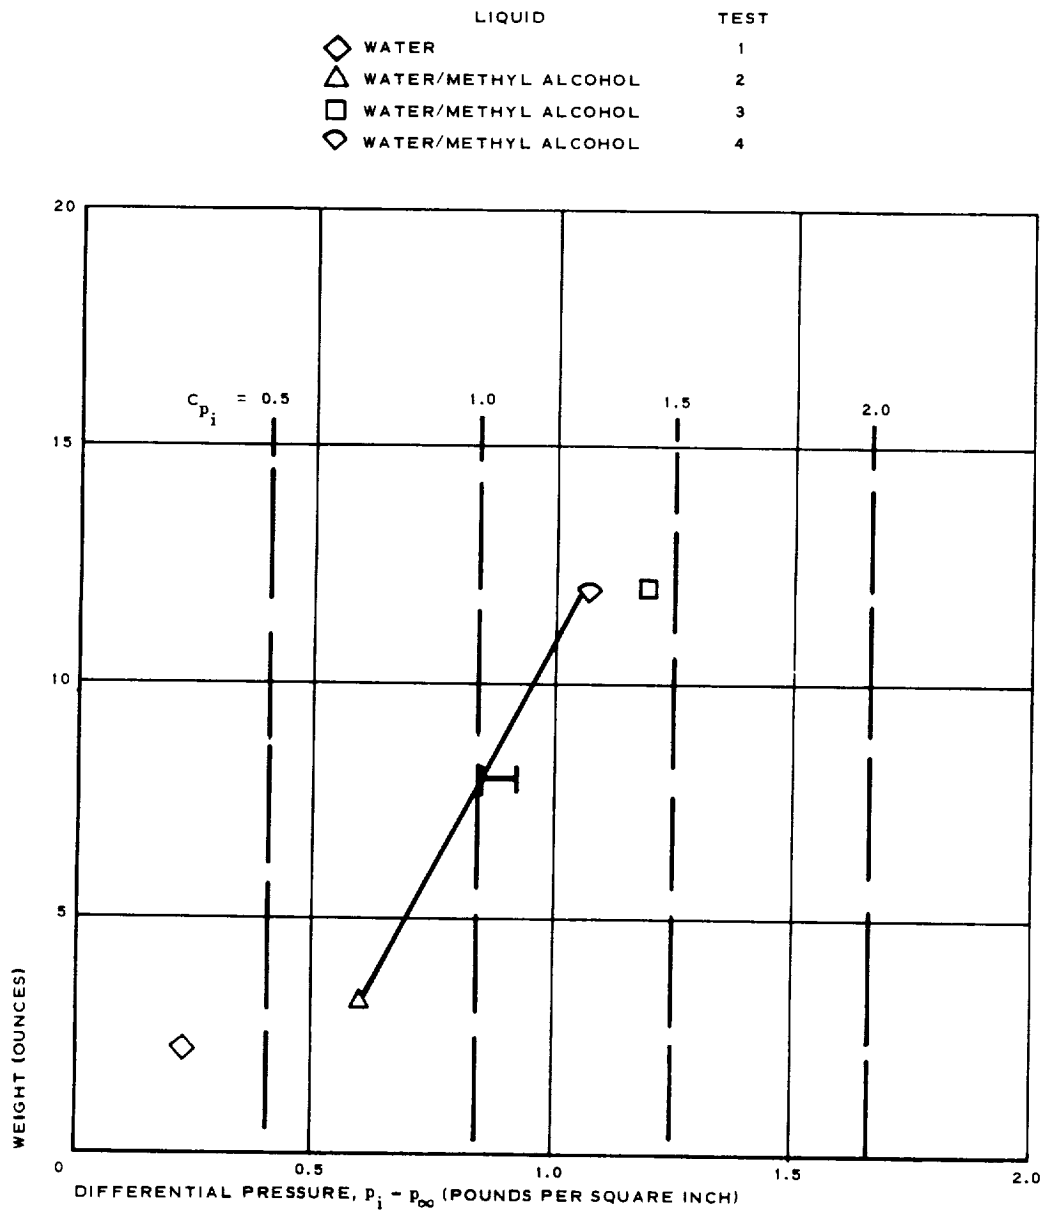 LIQUID TEST
WATER 1
WATER/METHYL ALCOHOL 2
WATER/METHYL ALCOHOL 3
WATER/METHYL ALCOHOL 4
20
C_{p_i} = 0.5 1.0 1.5 2.0
15
10
5
WEIGHT (OUNCES)
0 0.5 1.0 1.5 2.0
DIFFERENTIAL PRESSURE, p_i - p_∞ (POUNDS PER SQUARE INCH)